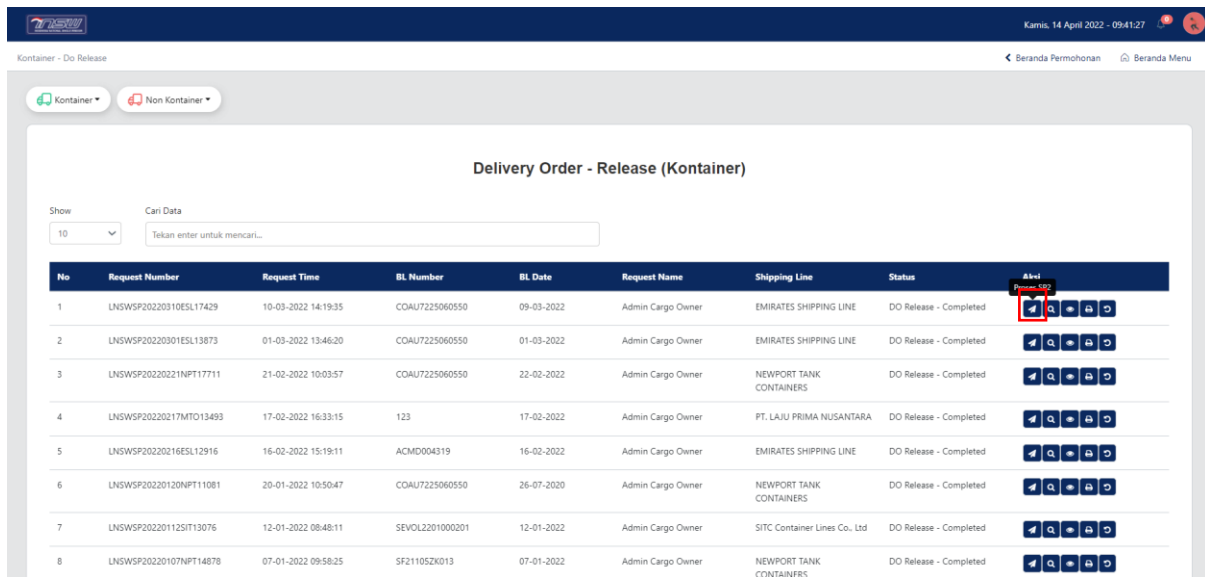 INSW
Kamis, 14 April 2022 - 09:41:27
Kontainer - Do Release
Beranda Permohonan
Beranda Menu
Kontainer
Non Kontainer
Delivery Order - Release (Kontainer)
Show
Cari Data
10
Tekan enter untuk mencari...
No Request Number Request Time BL Number BL Date Request Name Shipping Line Status Aksi
Proses SP2
1 LNSWSP20220310ESL17429 10-03-2022 14:19:35 COAU7225060550 09-03-2022 Admin Cargo Owner EMIRATES SHIPPING LINE DO Release - Completed
2 LNSWSP20220301ESL13873 01-03-2022 13:46:20 COAU7225060550 01-03-2022 Admin Cargo Owner EMIRATES SHIPPING LINE DO Release - Completed
3 LNSWSP20220221NPT17711 21-02-2022 10:03:57 COAU7225060550 22-02-2022 Admin Cargo Owner NEWPORT TANK DO Release - Completed
CONTAINERS
4 LNSWSP20220217MTO13493 17-02-2022 16:33:15 123 17-02-2022 Admin Cargo Owner PT. LAJU PRIMA NUSANTARA DO Release - Completed
5 LNSWSP20220216ESL12916 16-02-2022 15:19:11 ACMD004319 16-02-2022 Admin Cargo Owner EMIRATES SHIPPING LINE DO Release - Completed
6 LNSWSP20220120NPT11081 20-01-2022 10:50:47 COAU7225060550 26-07-2020 Admin Cargo Owner NEWPORT TANK DO Release - Completed
CONTAINERS
7 LNSWSP20220112SIT13076 12-01-2022 08:48:11 SEVOL2201000201 12-01-2022 Admin Cargo Owner SITC Container Lines Co., Ltd DO Release - Completed
8 LNSWSP20220107NPT14878 07-01-2022 09:58:25 SF21105ZK013 07-01-2022 Admin Cargo Owner NEWPORT TANK DO Release - Completed
CONTAINERS